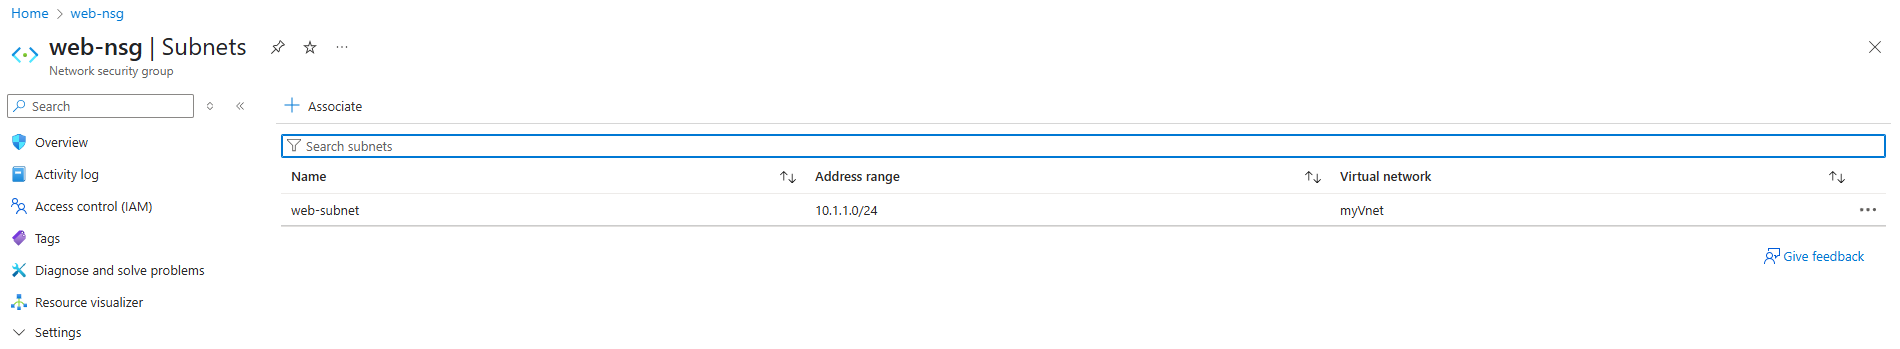 Home > web-nsg
web-nsg | Subnets
Network security group
Search
Overview
Activity log
Access control (IAM)
Tags
Diagnose and solve problems
Resource visualizer
Settings
Associate
Search subnets
Name Address range Virtual network
web-subnet 10.1.1.0/24 myVnet
Give feedback